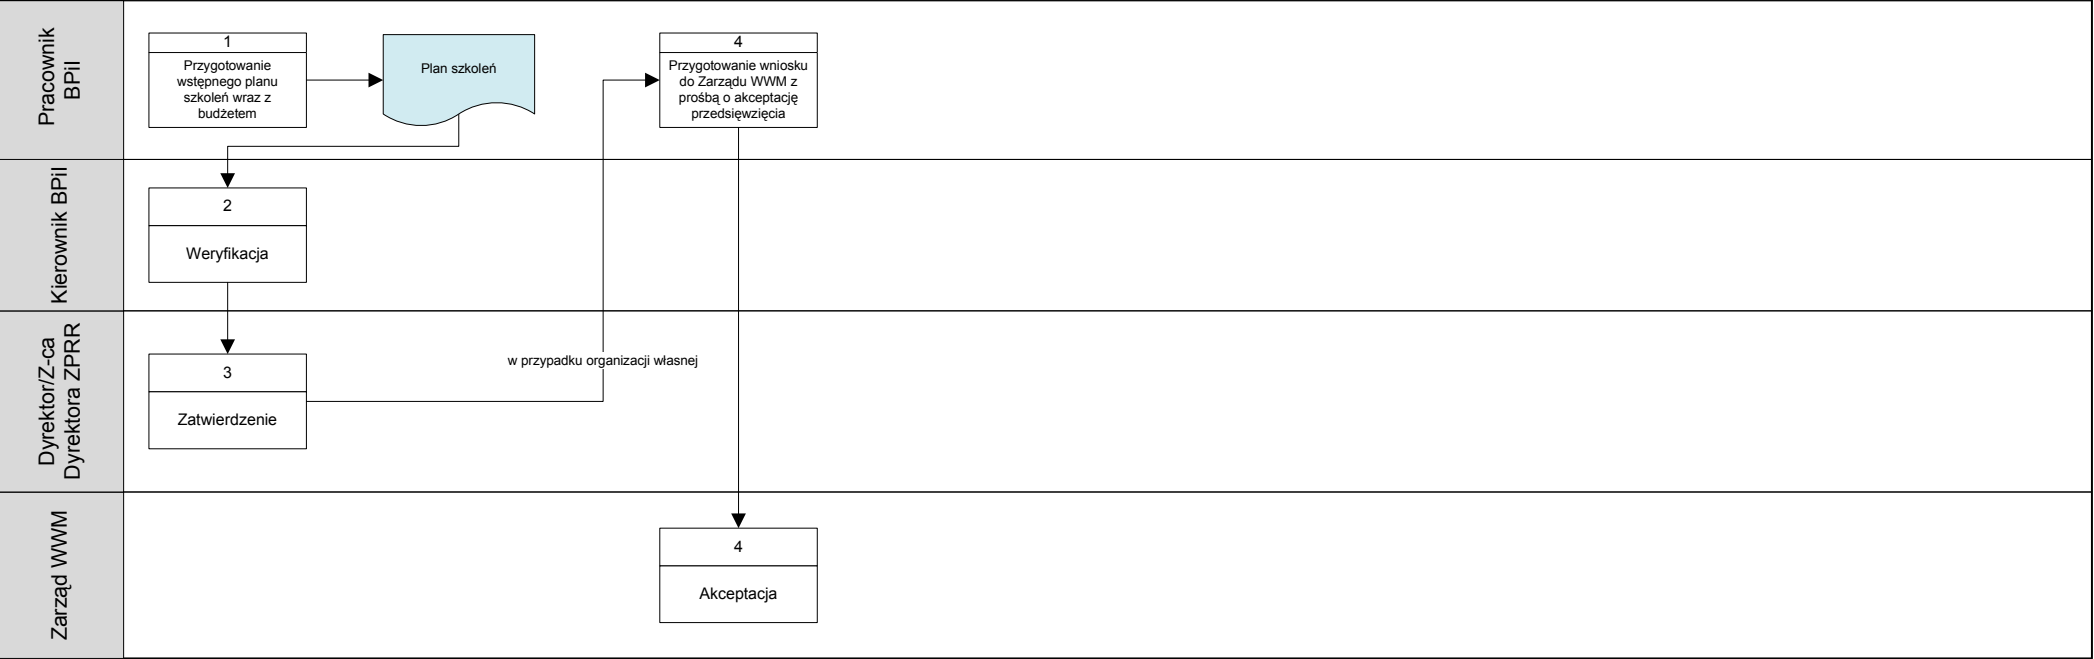 Pracownik
BPiI
1
Przygotowanie
wstępnego planu
szkoleń wraz z
budżetem
Plan szkoleń
4
Przygotowanie wniosku
do Zarządu WWM z
prośbą o akceptację
przedsięwzięcia
Kierownik BPiI
2
Weryfikacja
Dyrektor/Z-ca
Dyrektora ZPRR
3
Zatwierdzenie
w przypadku organizacji własnej
Zarząd WWM
4
Akceptacja